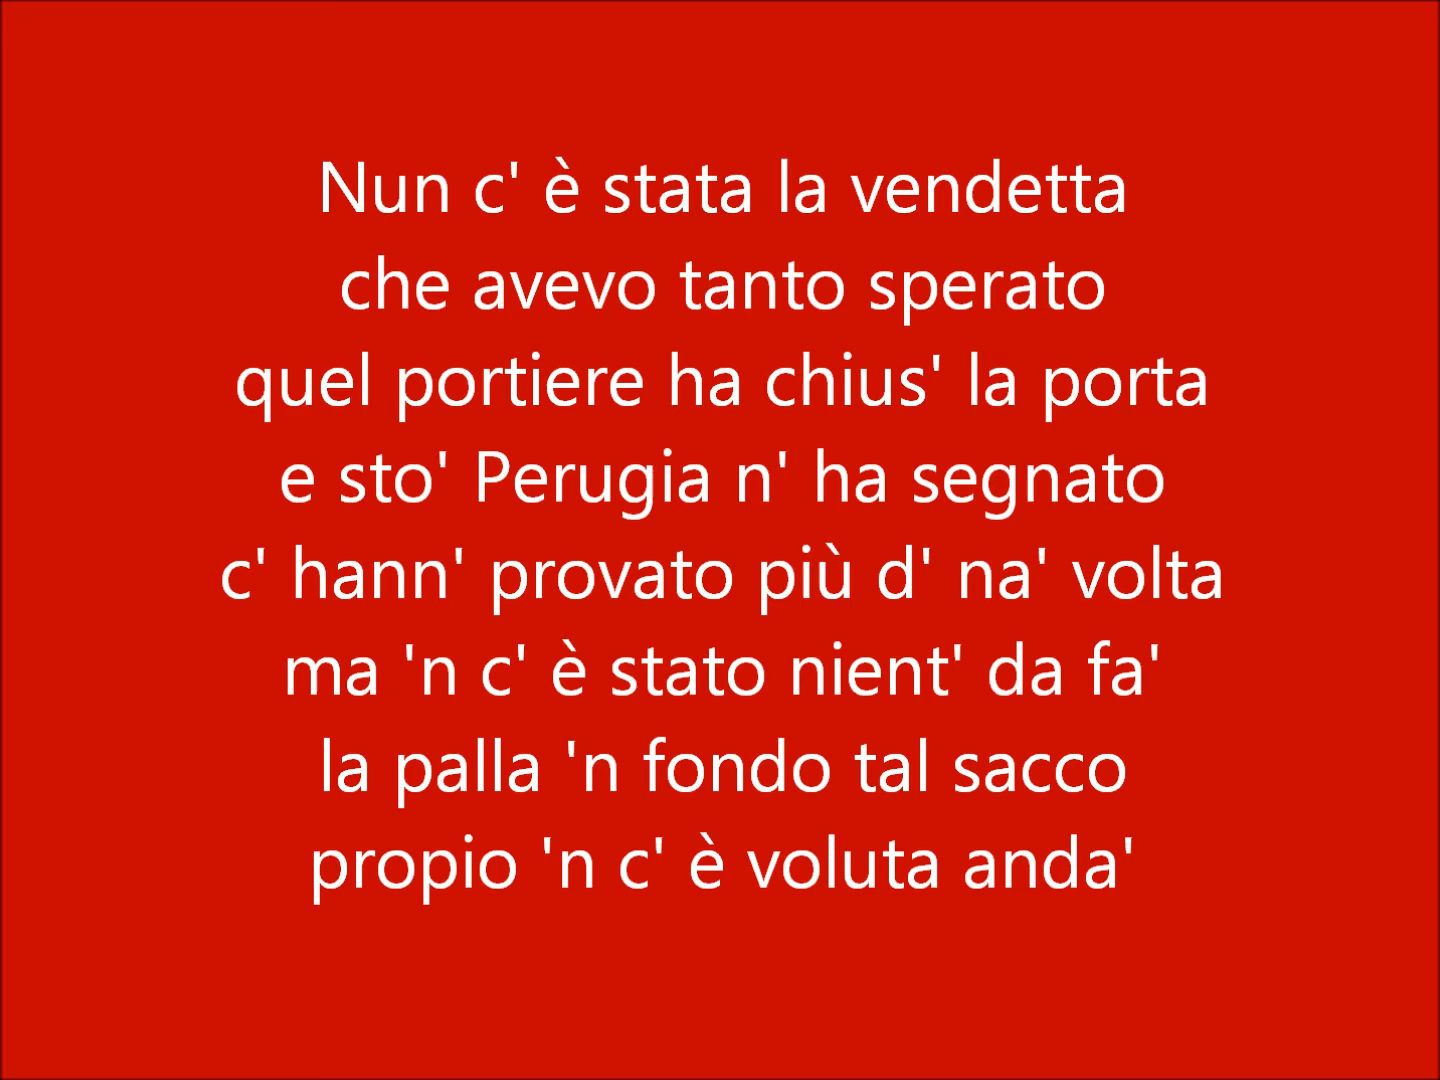 Nun c' è stata la vendetta
che avevo tanto sperato
quel portiere ha chius' la porta
e sto' Perugia n' ha segnato
c' hann' provato più d' na' volta
ma 'n c' è stato nient' da fa'
la palla 'n fondo tal sacco
propio 'n c' è voluta anda'